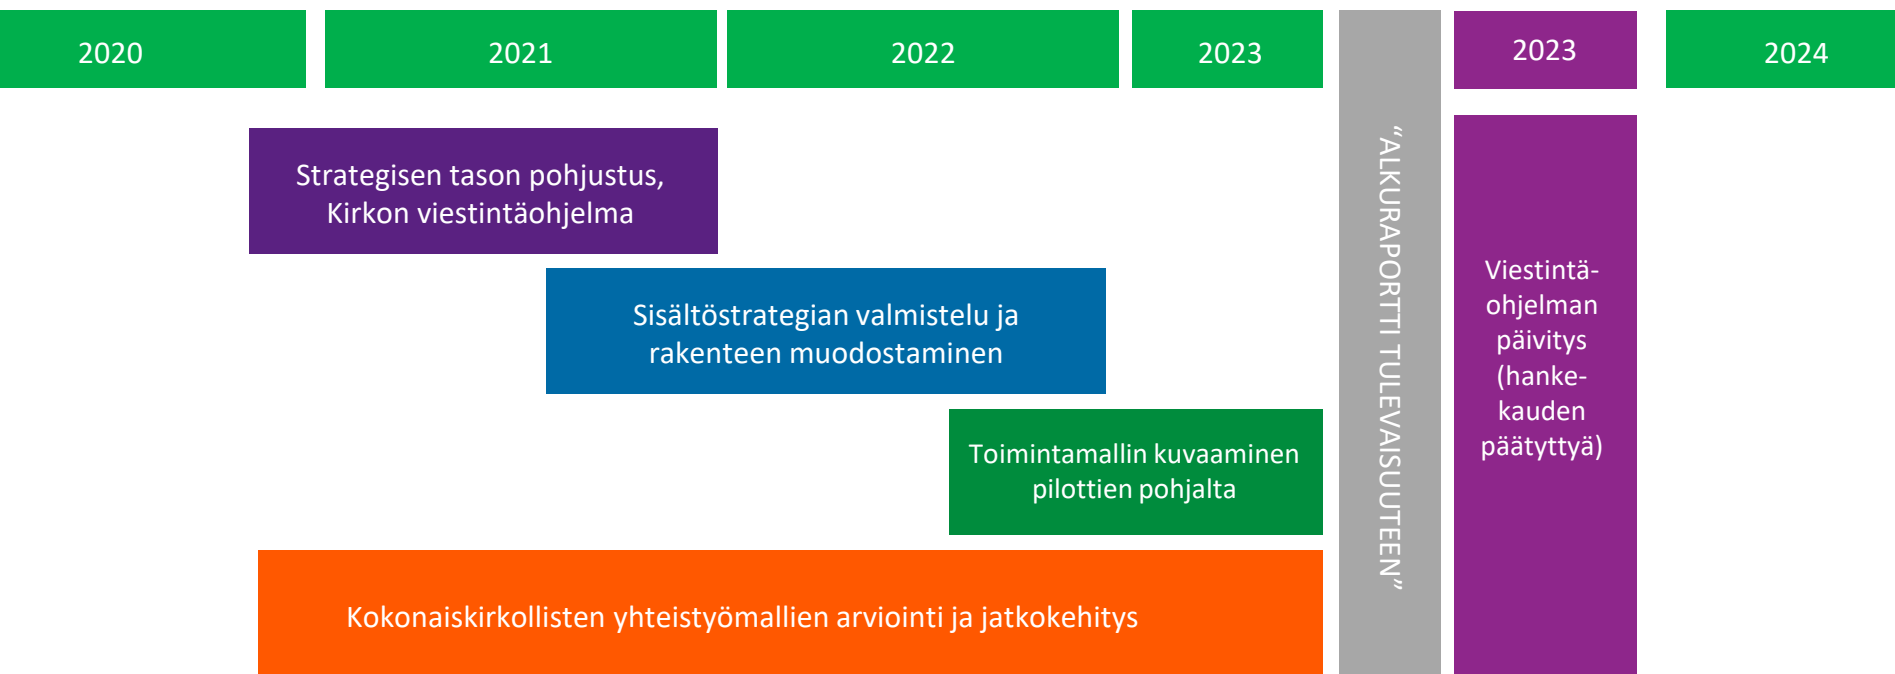 2020
2021
2022
2023
2023
2024
Strategisen tason pohjustus,
Kirkon viestintäohjelma
Sisältöstrategian valmistelu ja
rakenteen muodostaminen
Toimintamallin kuvaaminen
pilottien pohjalta
Kokonaiskirkollisten yhteistyömallien arviointi ja jatkokehitys
“ALKURAPORTTI TULEVAISUUTEEN”
Viestintä-
ohjelman
päivitys
(hanke-
kauden
päätyttyä)